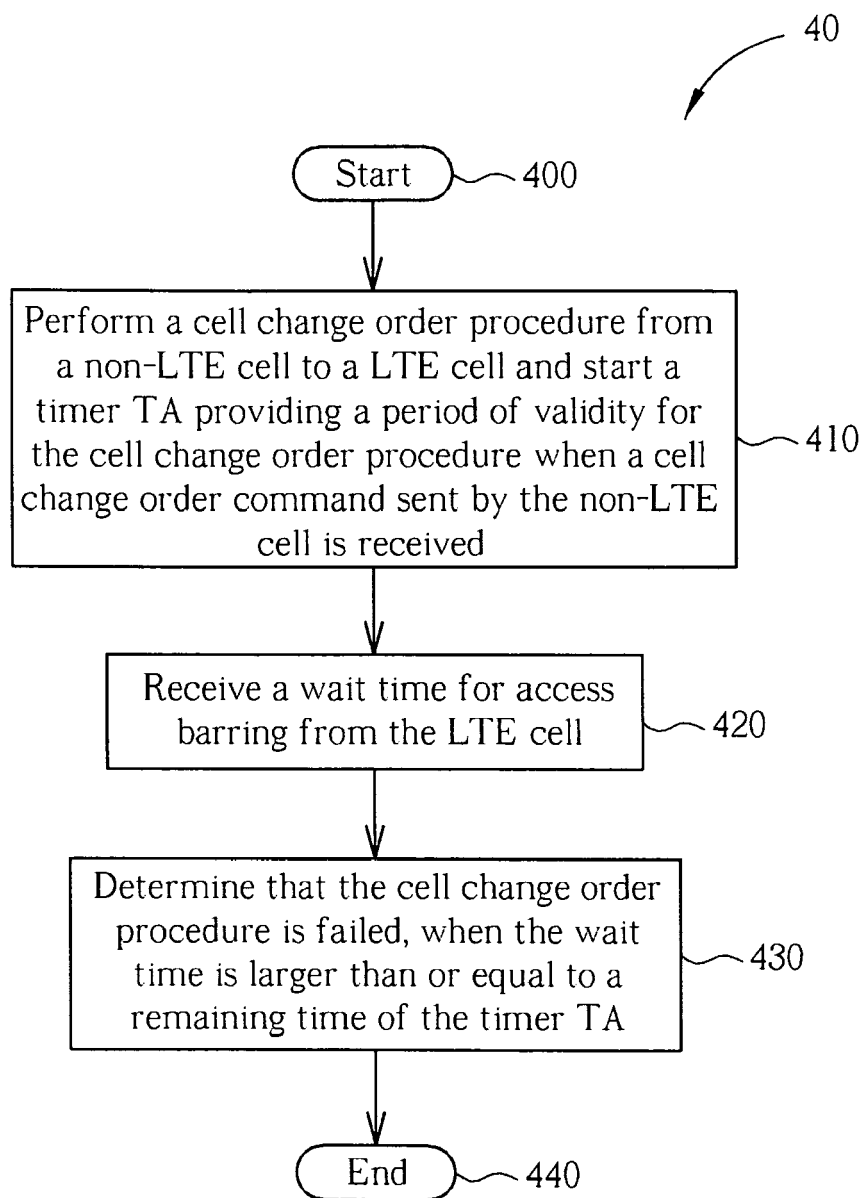 40
Start
400
Perform a cell change order procedure from
a non-LTE cell to a LTE cell and start a
timer TA providing a period of validity for
the cell change order procedure when a cell
change order command sent by the non-LTE
cell is received
410
Receive a wait time for access
barring from the LTE cell
420
Determine that the cell change order
procedure is failed, when the wait
time is larger than or equal to a
remaining time of the timer TA
430
End
440